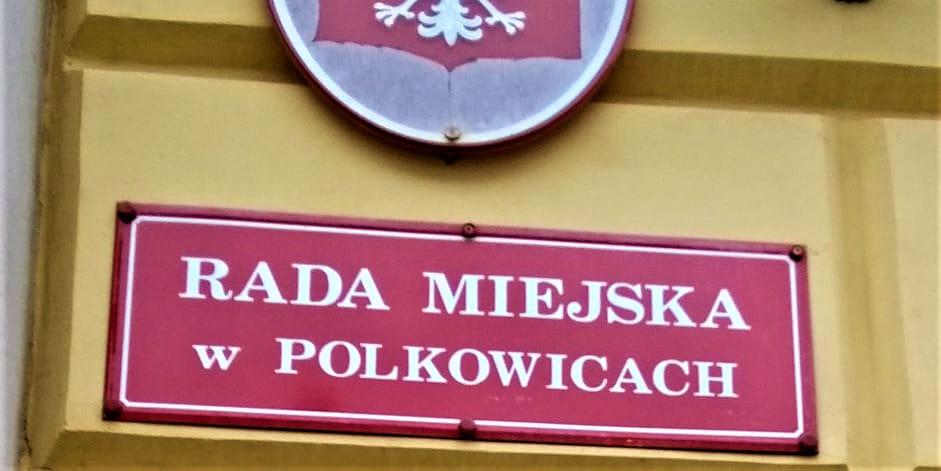 RADA MIEJSKA
w POLKOWICACH